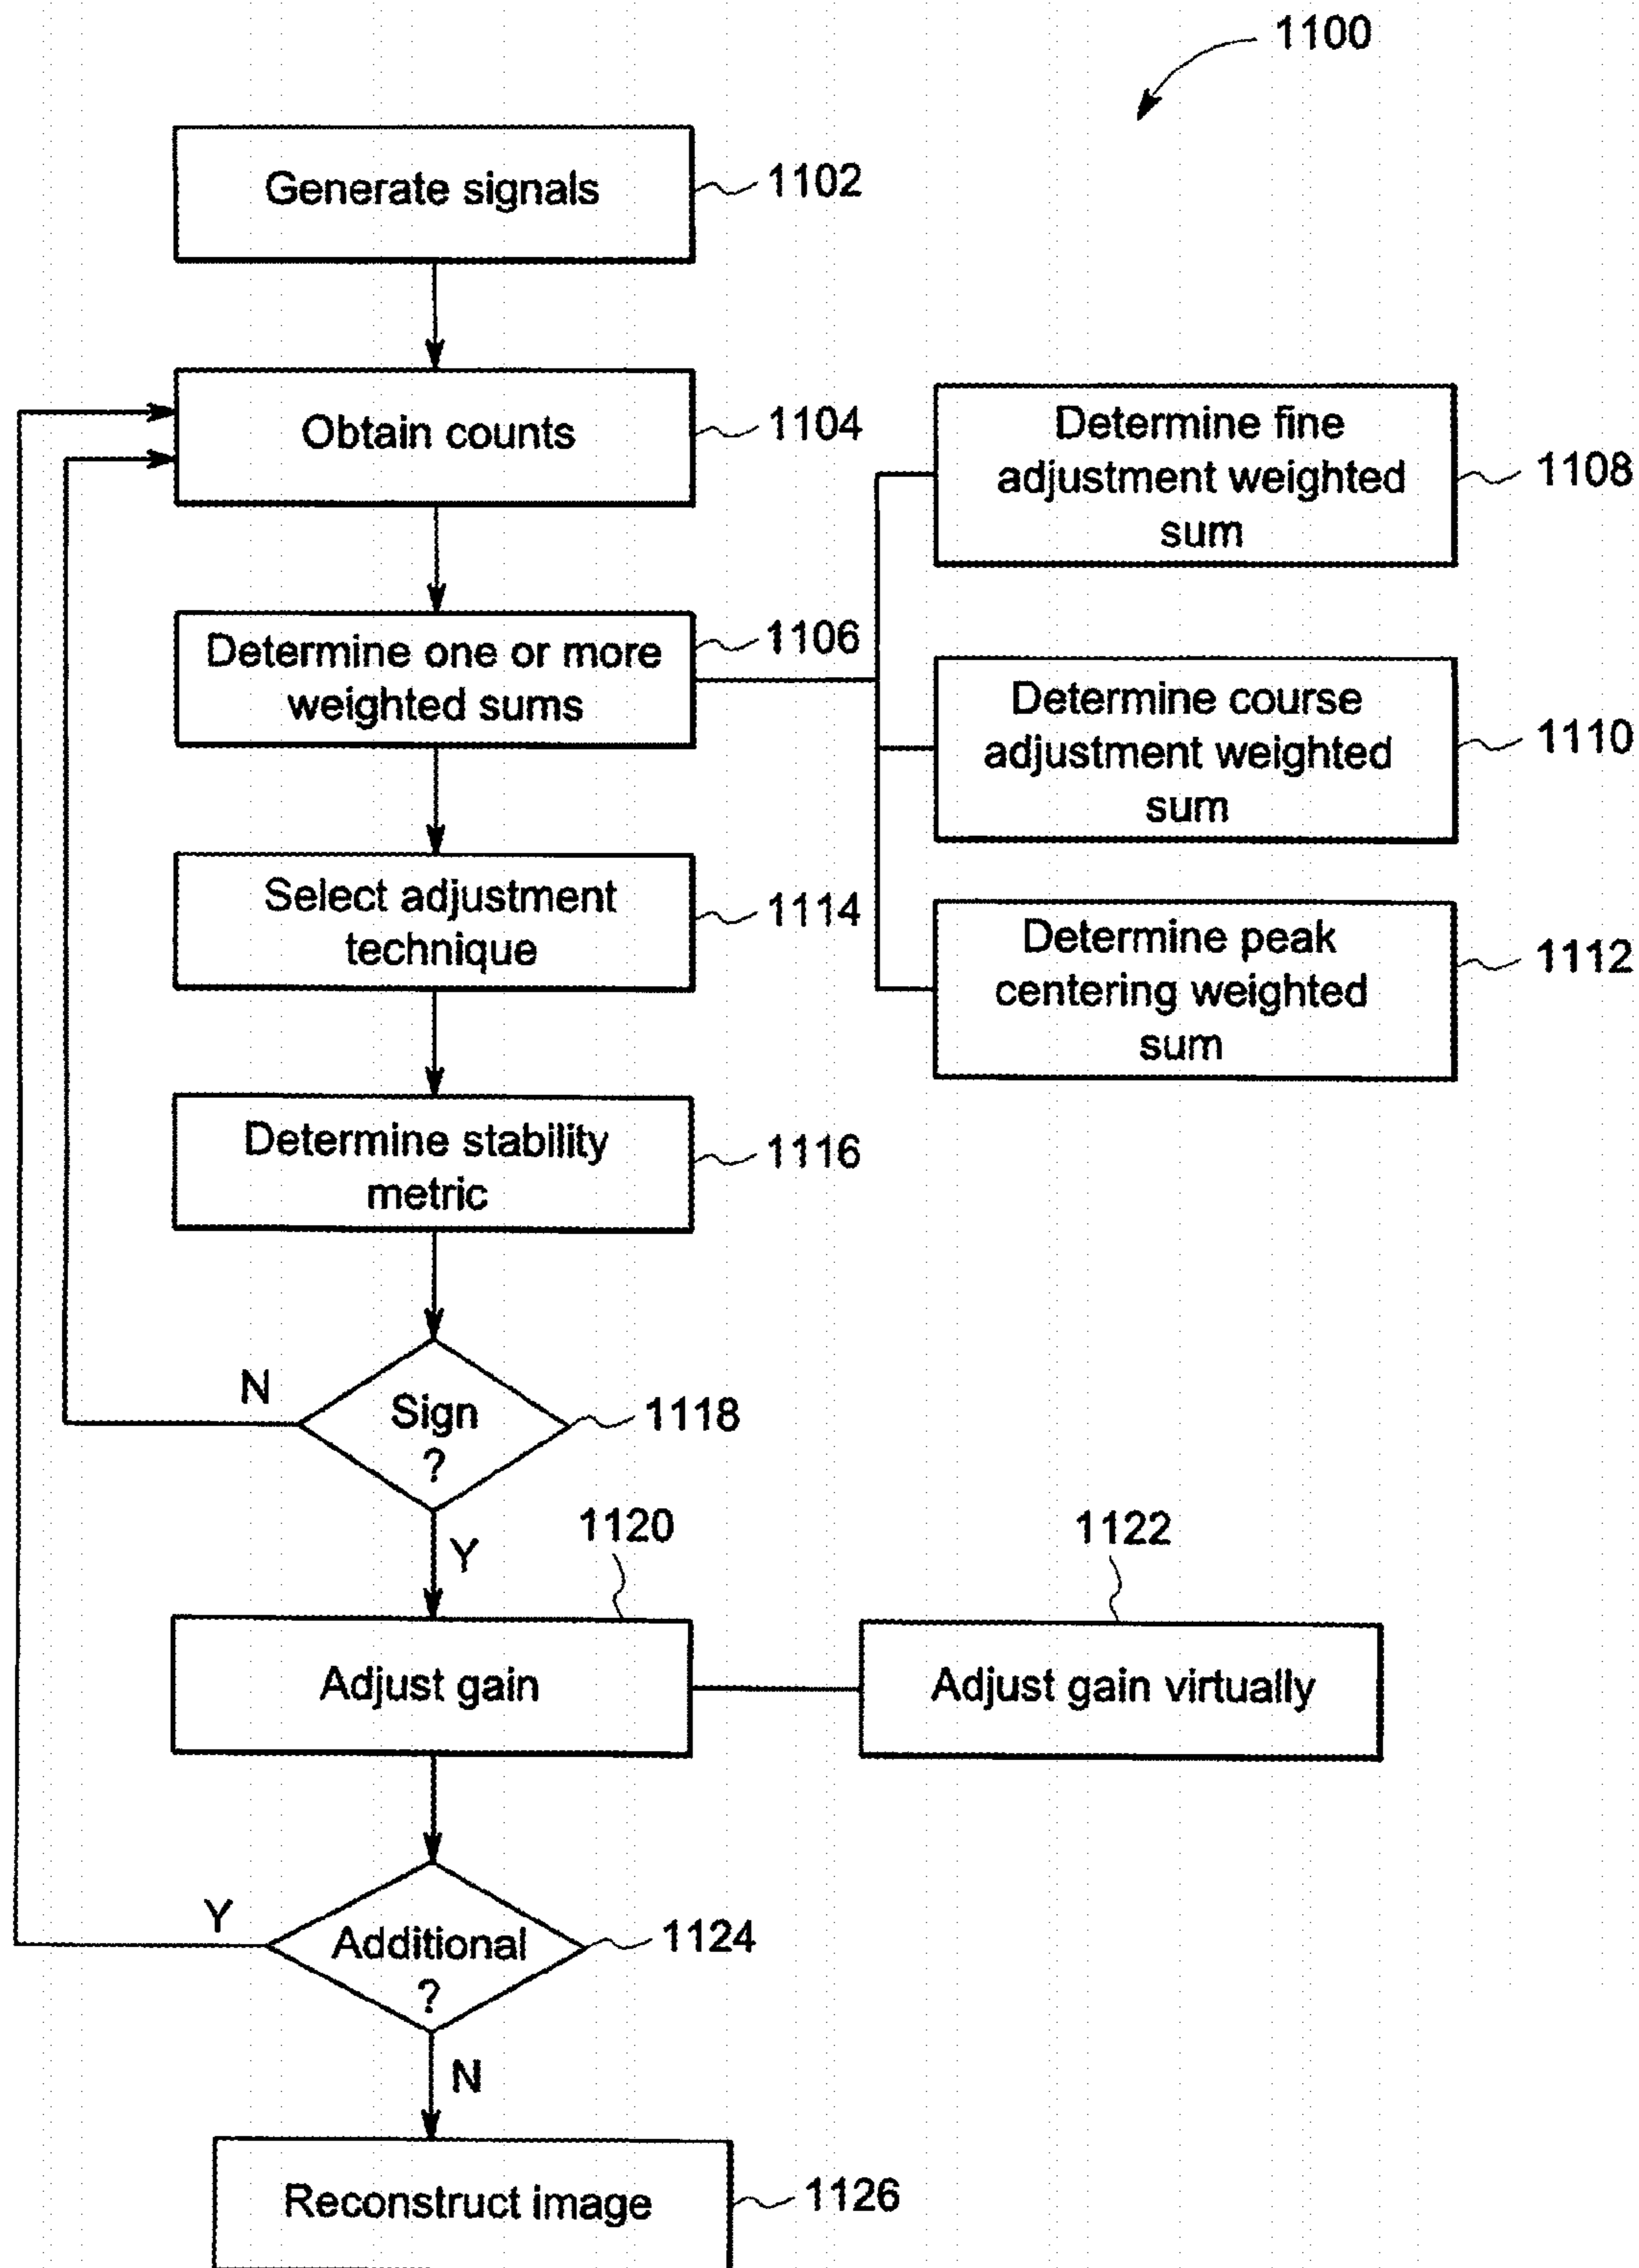 1100
Generate signals
1102
Obtain counts
1104
Determine fine
adjustment weighted
sum
1108
Determine one or more
weighted sums
1106
Determine course
adjustment weighted
sum
1110
Select adjustment
technique
1114
Determine peak
centering weighted
sum
1112
Determine stability
metric
1116
N
Sign
?
1118
Y
1120
1122
Adjust gain
Adjust gain virtually
Y
Additional
?
1124
N
Reconstruct image
1126